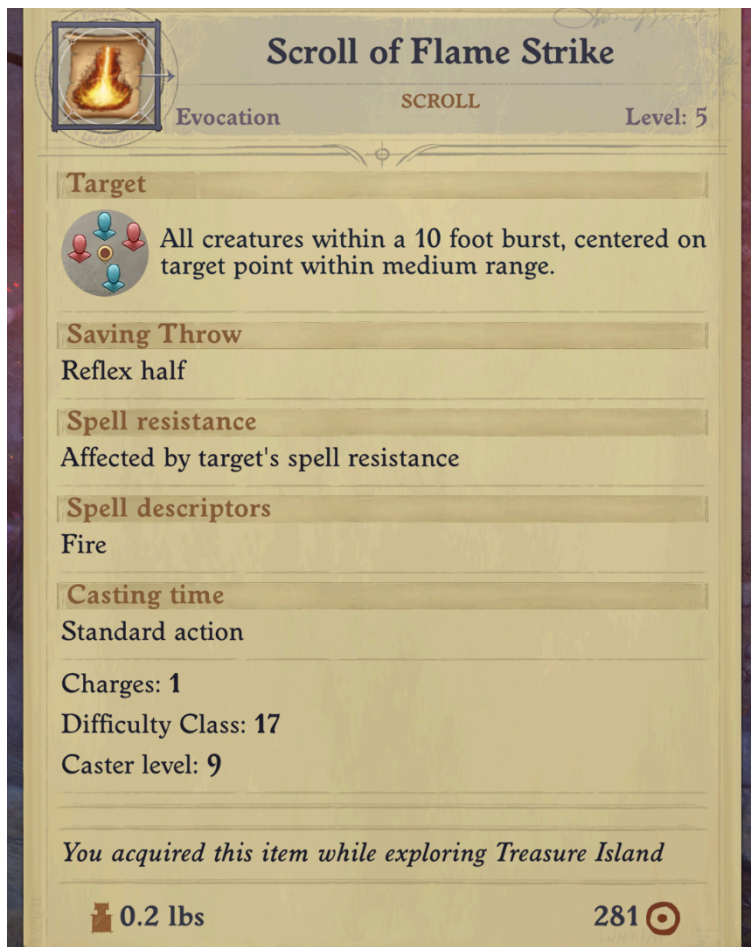 Scroll of Flame Strike
SCROLL
Evocation
Level: 5
Target
All creatures within a 10 foot burst, centered on
target point within medium range.
Saving Throw
Reflex half
Spell resistance
Affected by target's spell resistance
Spell descriptors
Fire
Casting time
Standard action
Charges: 1
Difficulty Class: 17
Caster level: 9
You acquired this item while exploring Treasure Island
0.2 lbs
281